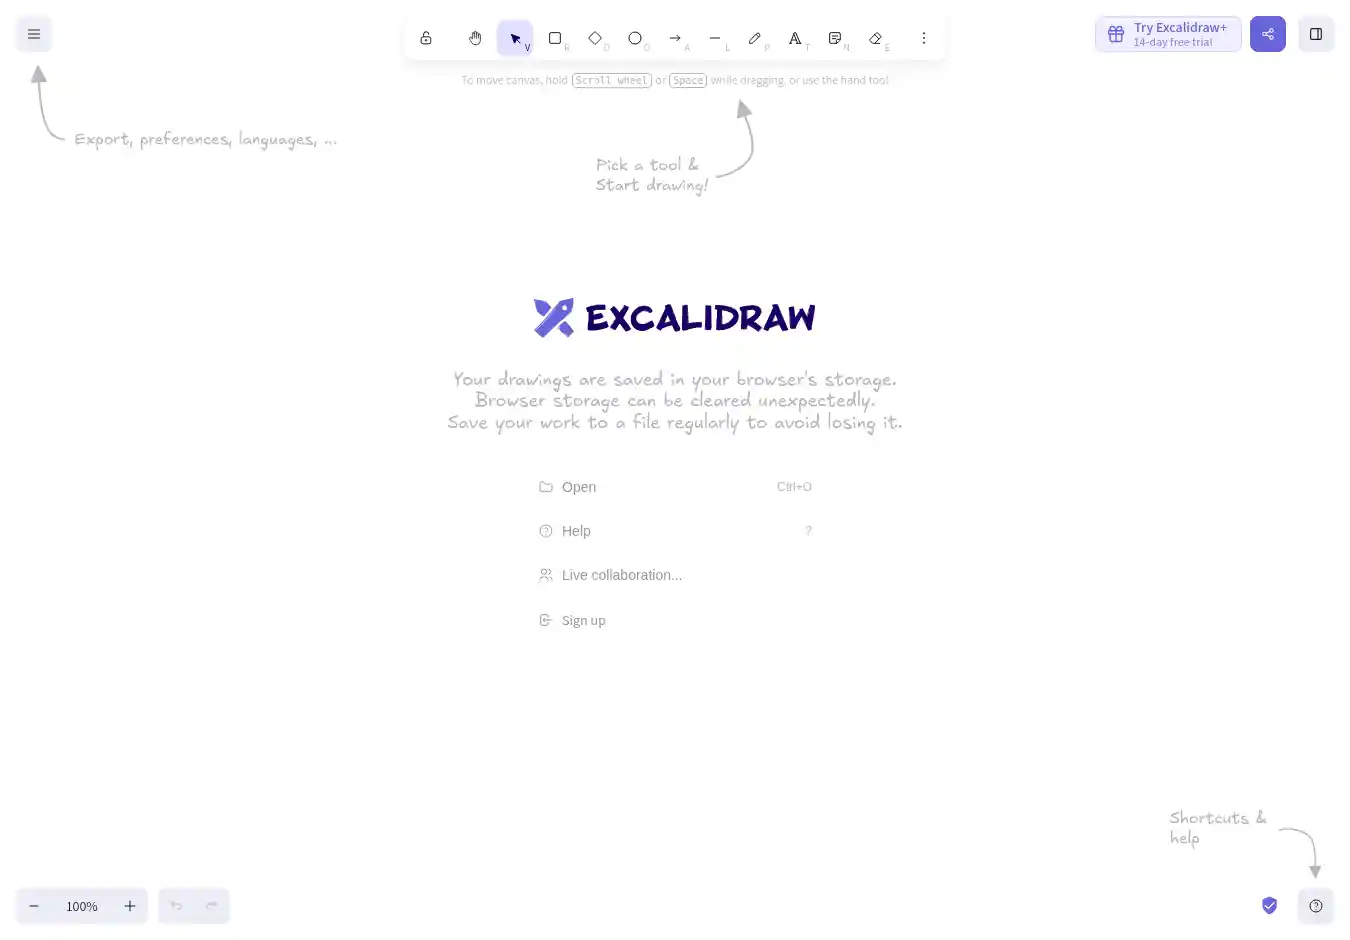 V R D O A L P T N E
Try Excalidraw+
14-day free trial
To move canvas, hold Scroll wheel or Space while dragging, or use the hand tool
Export, preferences, languages, ...
Pick a tool &
Start drawing!
EXCALIDRAW
Your drawings are saved in your browser's storage.
Browser storage can be cleared unexpectedly.
Save your work to a file regularly to avoid losing it.
Open Ctrl+O
Help ?
Live collaboration...
Sign up
Shortcuts &
help
100%